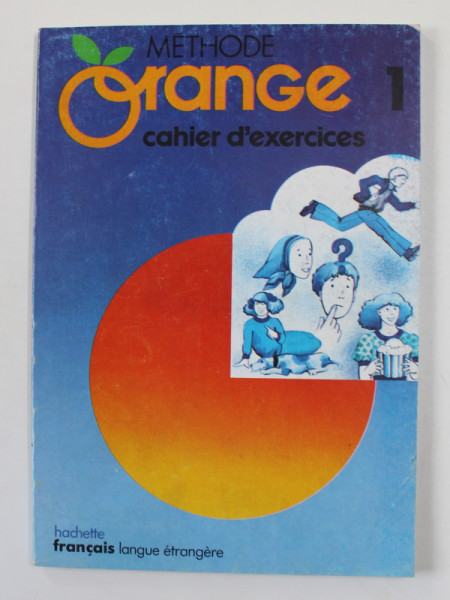 MÉTHODE
Orange 1
cahier d'exercices
?
hachette
français langue étrangère